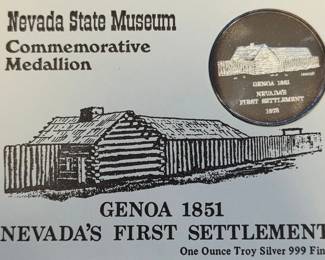 Nevada State Museum
Commemorative
Medallion
GENOA 1851
NEVADA'S
FIRST SETTLEMENT
GENOA 1851
NEVADA'S FIRST SETTLEMENT
One Ounce Troy Silver 999 Fin